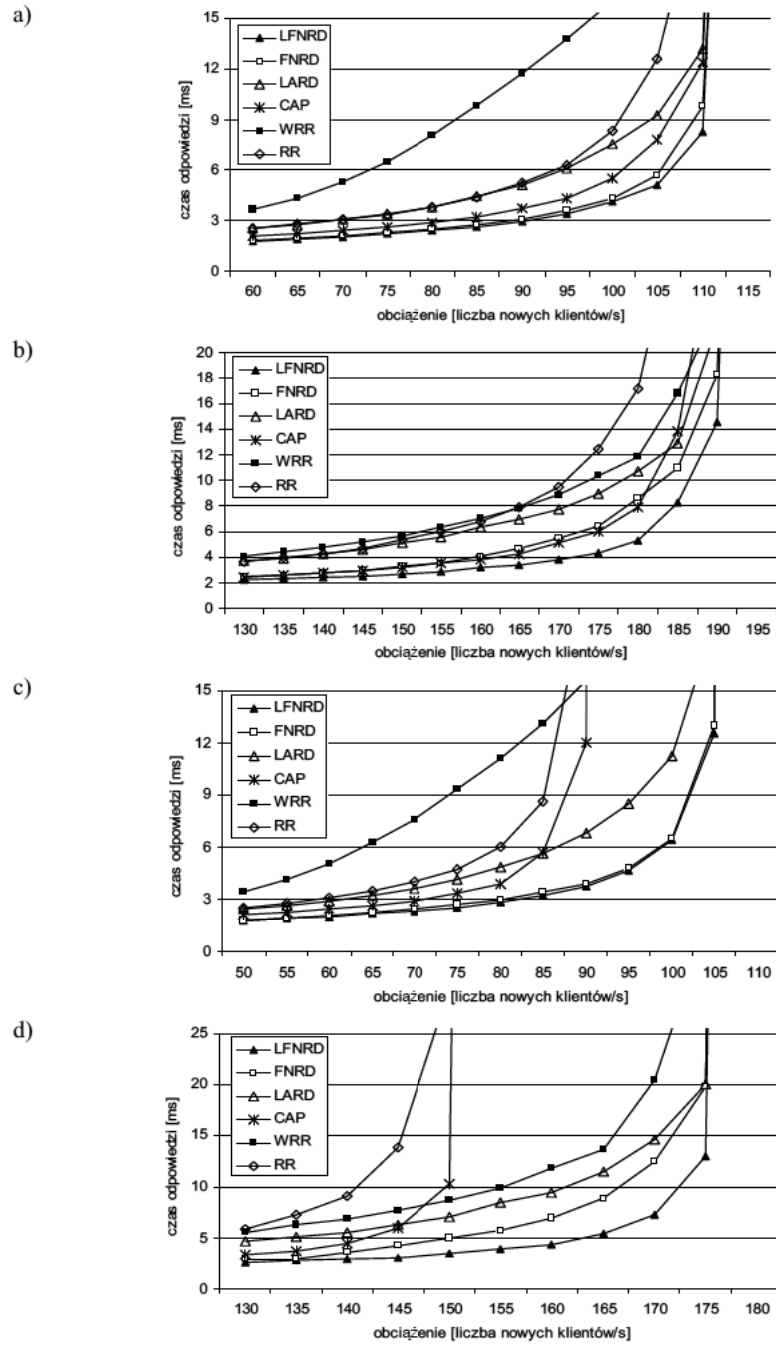 a)
15
12
9
6
3
0
czas odpowiedzi [ms]
LFNRD
FNRD
LARD
CAP
WRR
RR
60 65 70 75 80 85 90 95 100 105 110 115
obciążenie [liczba nowych klientów/s]
b)
20
18
16
14
12
10
8
6
4
2
0
czas odpowiedzi [ms]
LFNRD
FNRD
LARD
CAP
WRR
RR
130 135 140 145 150 155 160 165 170 175 180 185 190 195
obciążenie [liczba nowych klientów/s]
c)
15
12
9
6
3
0
czas odpowiedzi [ms]
LFNRD
FNRD
LARD
CAP
WRR
RR
50 55 60 65 70 75 80 85 90 95 100 105 110
obciążenie [liczba nowych klientów/s]
d)
25
20
15
10
5
0
czas odpowiedzi [ms]
LFNRD
FNRD
LARD
CAP
WRR
RR
130 135 140 145 150 155 160 165 170 175 180
obciążenie [liczba nowych klientów/s]